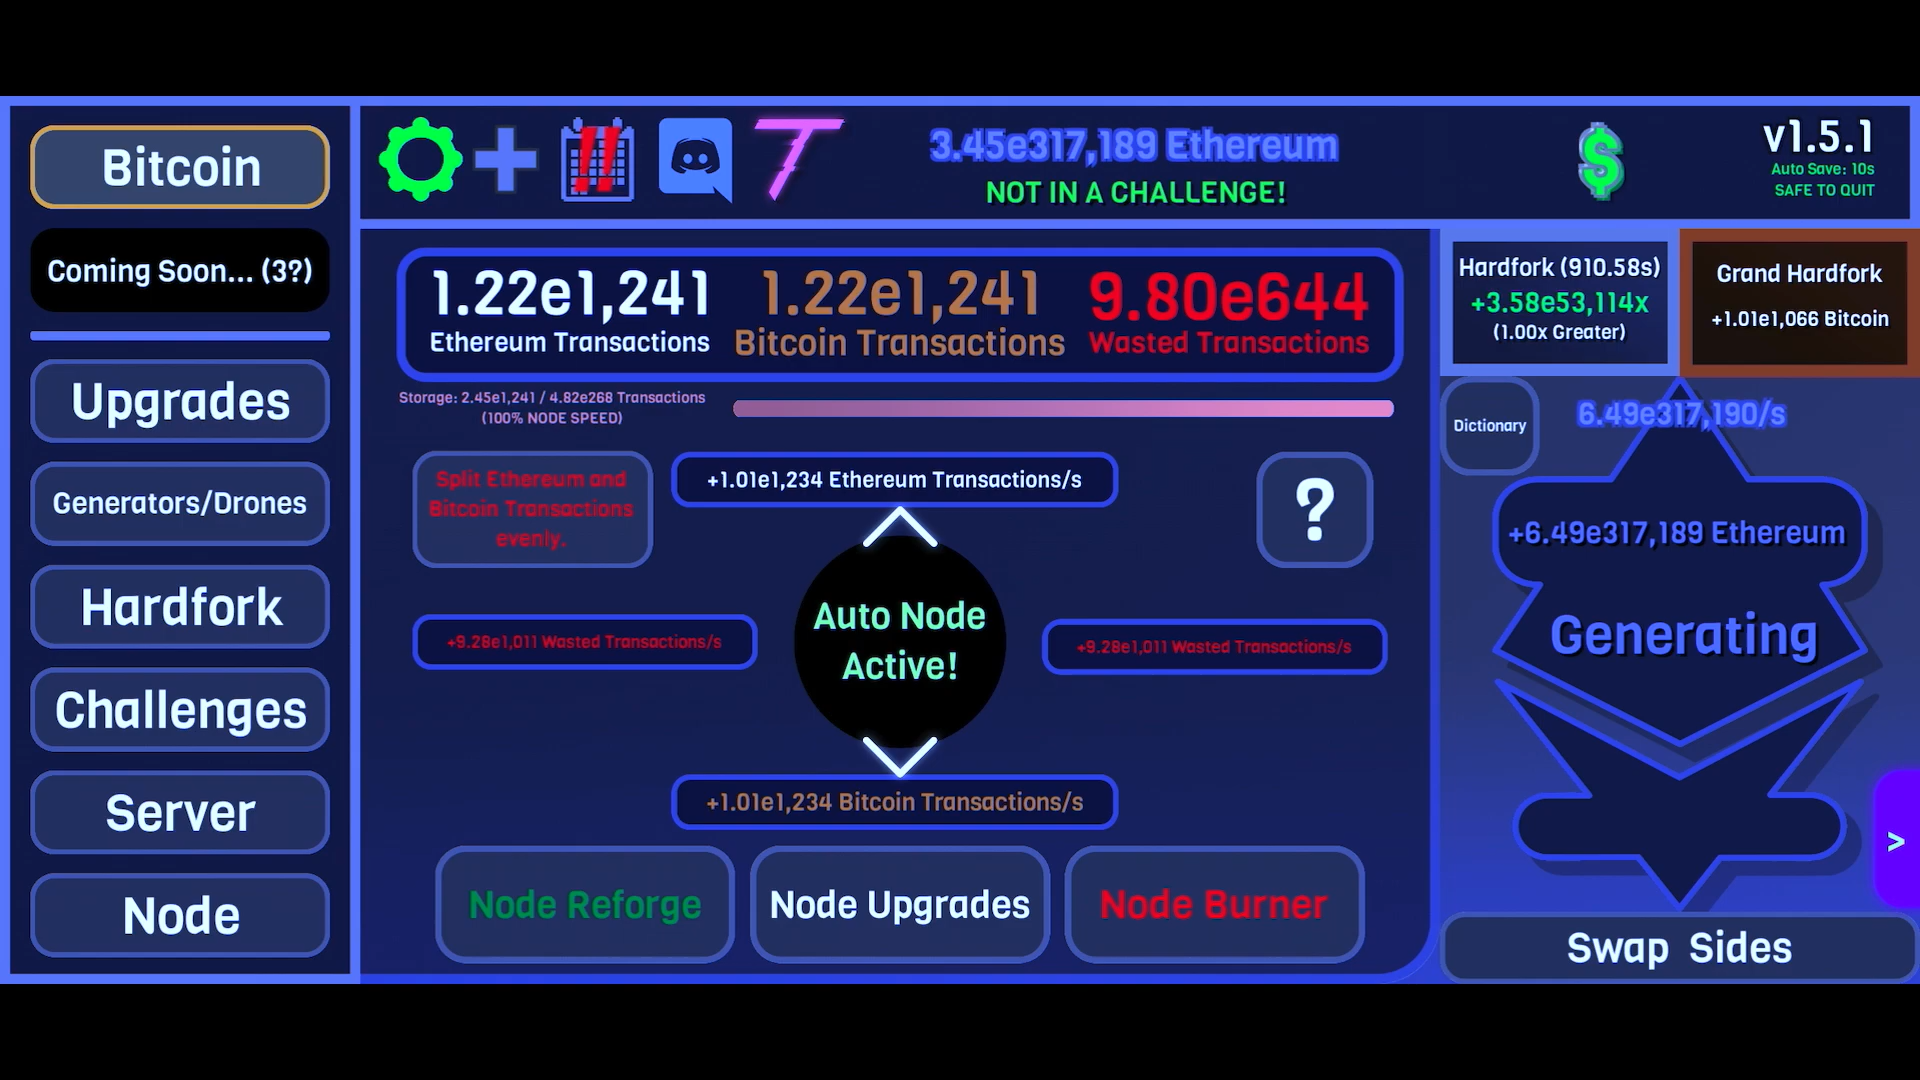 Bitcoin
Coming Soon... (3?)
Upgrades
Generators/Drones
Hardfork
Challenges
Server
Node
3.45e317,189 Ethereum
NOT IN A CHALLENGE!
v1.5.1
Auto Save: 10s
SAFE TO QUIT
1.22e1,241
Ethereum Transactions
1.22e1,241
Bitcoin Transactions
9.80e644
Wasted Transactions
Storage: 2.45e1,241 / 4.82e268 Transactions
(100% NODE SPEED)
Split Ethereum and
Bitcoin Transactions
evenly.
+1.01e1,234 Ethereum Transactions/s
?
+9.28e1,011 Wasted Transactions/s
Auto Node
Active!
+9.28e1,011 Wasted Transactions/s
+1.01e1,234 Bitcoin Transactions/s
Node Reforge
Node Upgrades
Node Burner
Hardfork (910.58s)
+3.58e53,114x
(1.00x Greater)
Grand Hardfork
+1.01e1,066 Bitcoin
Dictionary
6.49e317,190/s
+6.49e317,189 Ethereum
Generating
>
Swap Sides